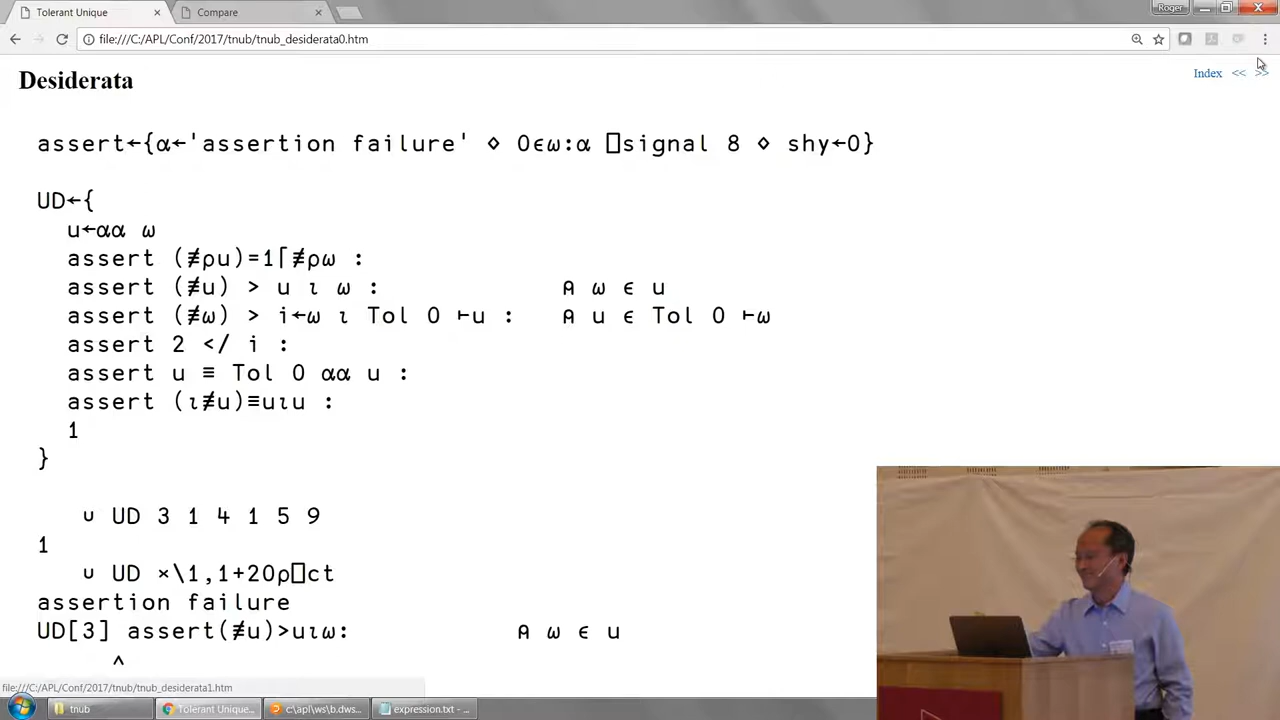 Tolerant Unique
Compare
Roger
file:///C:/APL/Conf/2017/tnub/tnub_desiderata0.htm
Desiderata
Index << >>
assert←{⍺←'assertion failure' ⋄ 0∊⍵:⍺ ⎕signal 8 ⋄ shy←0}
UD←{
u←⍺⍺ ⍵
assert (≢⍴u)=1⌈≢⍴⍵ :
assert (≢u) > u ⍳ ⍵ : ⍝ ⍵ ∊ u
assert (≢⍵) > i←⍵ ⍳ Tol 0 ⊢u : ⍝ u ∊ Tol 0 ⊢⍵
assert 2 </ i :
assert u ≡ Tol 0 ⍺⍺ u :
assert (⍳≢u)≡u⍳u :
1
}
∪ UD 3 1 4 1 5 9
1
∪ UD ×\1,1+20⍴⎕ct
assertion failure
UD[3] assert(≢u)>u⍳⍵: ⍝ ⍵ ∊ u
^
file:///C:/APL/Conf/2017/tnub/tnub_desiderata1.htm
tnub
Tolerant Unique...
c:\apl\ws\b.dws...
expression.txt - ...